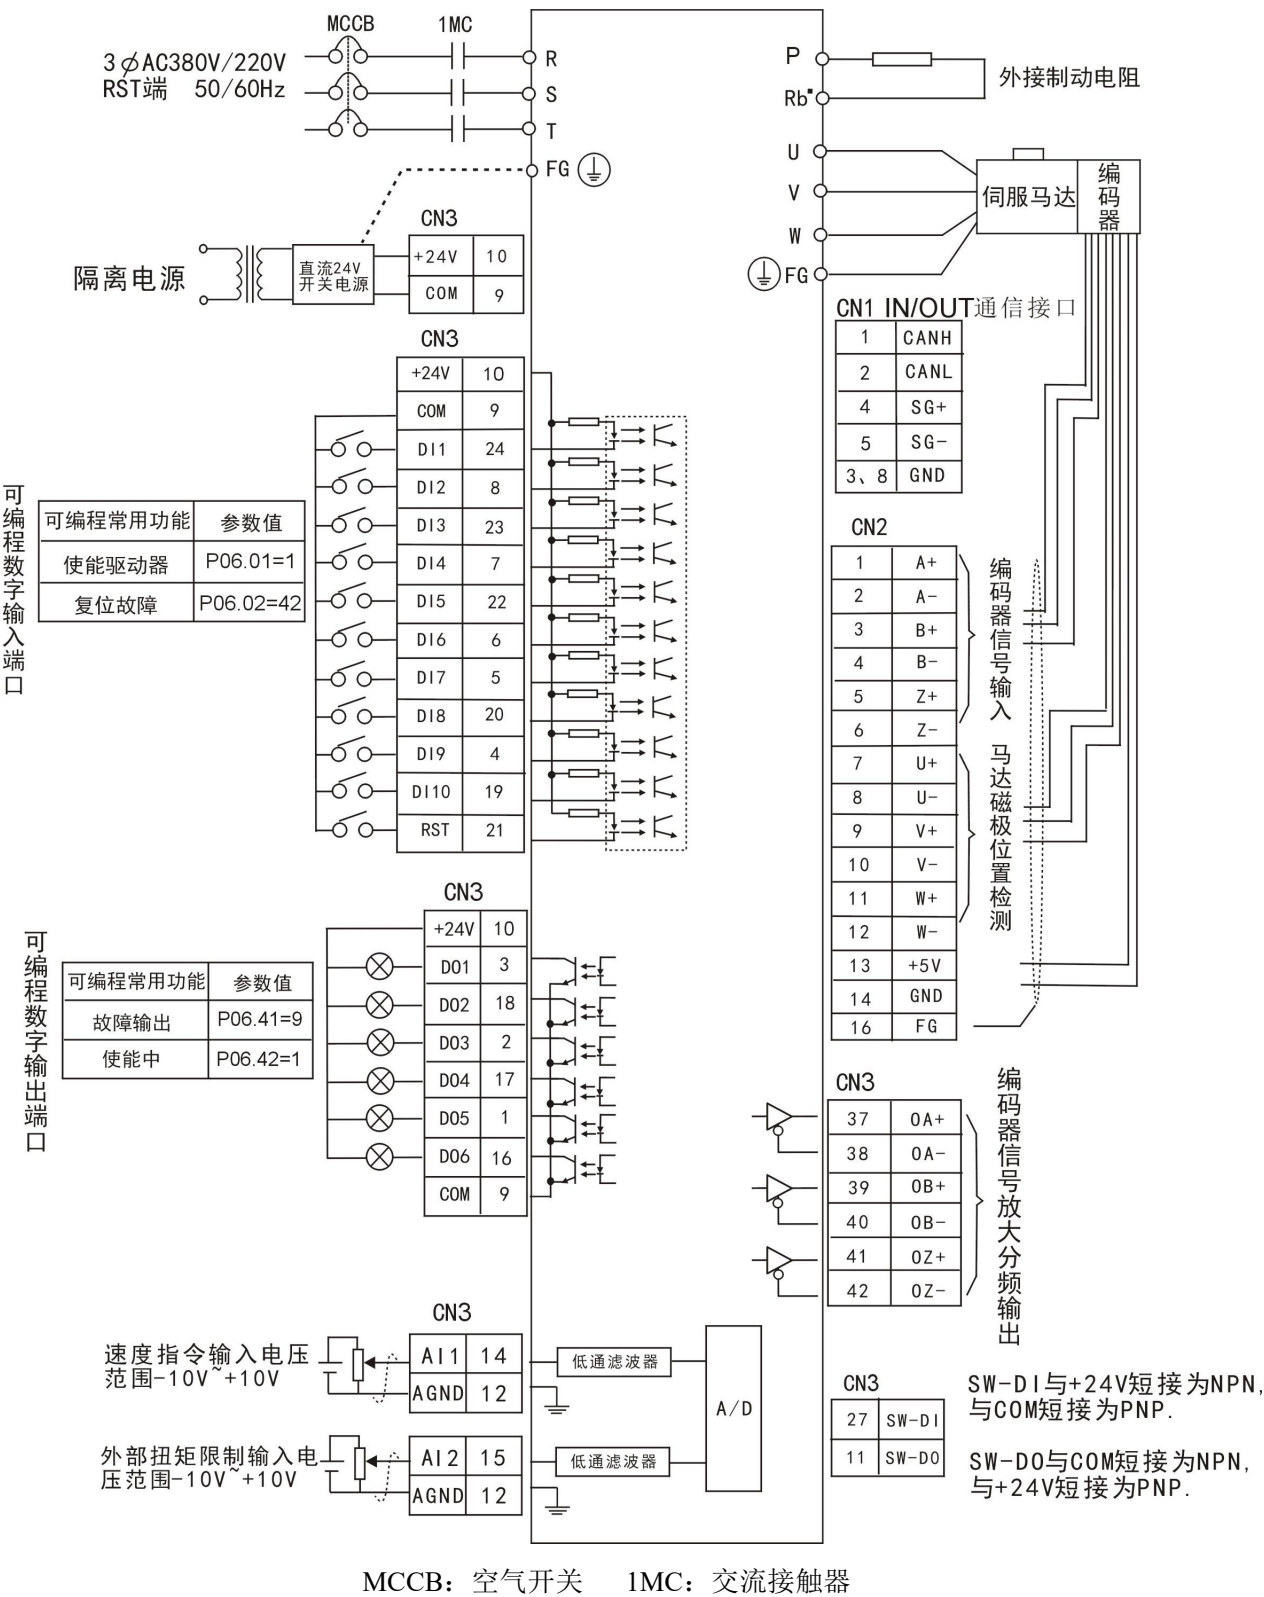 MCCB
1MC
3⌀AC380V/220V
RST端 50/60Hz
R
S
T
FG
P
Rb
外接制动电阻
U
V
W
FG
伺服马达
编码器
CN3
隔离电源
直流24V
开关电源
+24V 10
COM 9
CN1 IN/OUT通信接口
1 CANH
2 CANL
4 SG+
5 SG-
3、8 GND
CN3
+24V 10
COM 9
DI1 24
DI2 8
DI3 23
DI4 7
DI5 22
DI6 6
DI7 5
DI8 20
DI9 4
DI10 19
RST 21
可编程数字输入端口
可编程常用功能 参数值
使能驱动器 P06.01=1
复位故障 P06.02=42
CN2
1 A+
2 A-
3 B+
4 B-
5 Z+
6 Z-
7 U+
8 U-
9 V+
10 V-
11 W+
12 W-
13 +5V
14 GND
16 FG
编码器信号输入
马达磁极位置检测
CN3
+24V 10
DO1 3
DO2 18
DO3 2
DO4 17
DO5 1
DO6 16
COM 9
可编程数字输出端口
可编程常用功能 参数值
故障输出 P06.41=9
使能中 P06.42=1
CN3
37 OA+
38 OA-
39 OB+
40 OB-
41 OZ+
42 OZ-
编码器信号放大分频输出
CN3
速度指令输入电压
范围-10V~+10V
AI1 14
AGND 12
低通滤波器
A/D
外部扭矩限制输入电
压范围-10V~+10V
AI2 15
AGND 12
低通滤波器
CN3
27 SW-DI
11 SW-DO
SW-DI与+24V短接为NPN,
与COM短接为PNP.
SW-DO与COM短接为NPN,
与+24V短接为PNP.
MCCB：空气开关 1MC：交流接触器